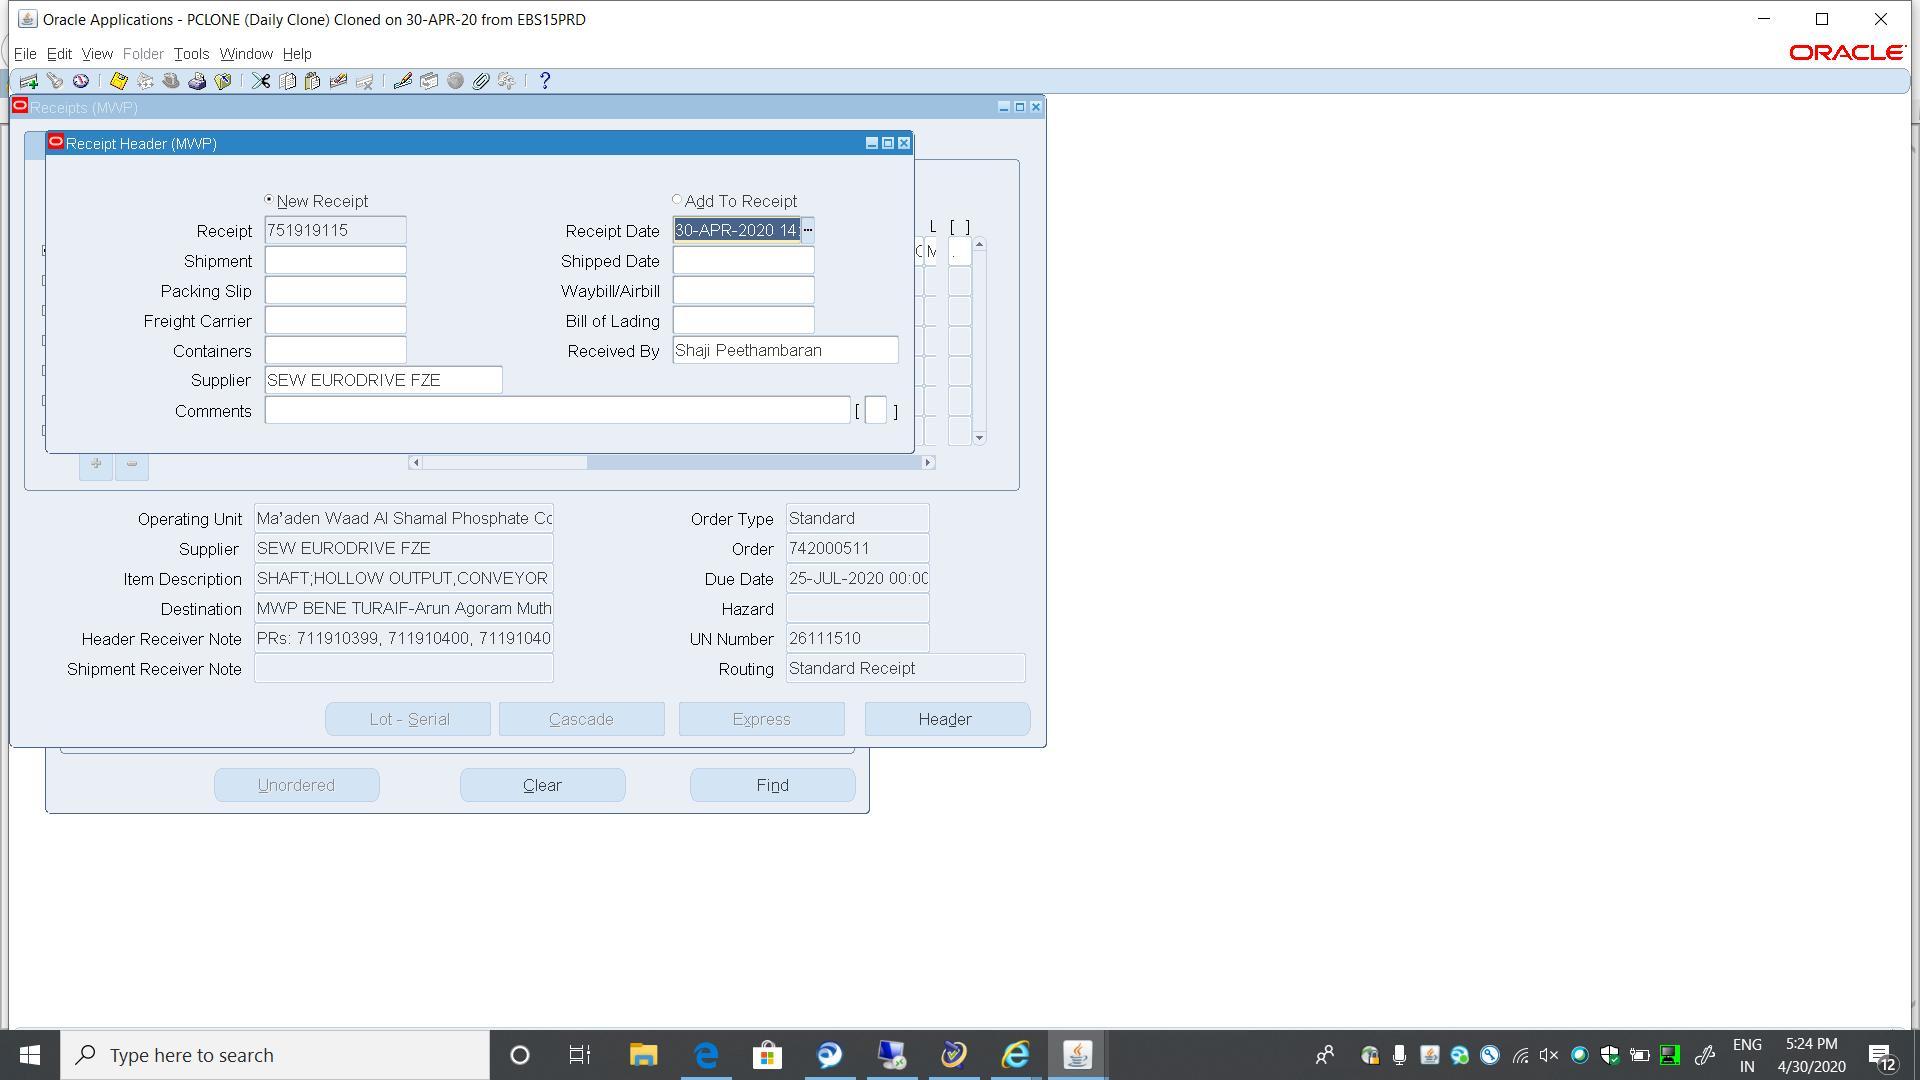 Oracle Applications - PCLONE (Daily Clone) Cloned on 30-APR-20 from EBS15PRD
File Edit View Folder Tools Window Help
ORACLE
Receipts (MWP)
Receipt Header (MWP)
New Receipt
Add To Receipt
Receipt 751919115
Receipt Date 30-APR-2020 14:
L [ ]
Shipment
Shipped Date
Packing Slip
Waybill/Airbill
Freight Carrier
Bill of Lading
Containers
Received By Shaji Peethambaran
Supplier SEW EURODRIVE FZE
Comments [ ]
Operating Unit Ma'aden Waad Al Shamal Phosphate Co
Order Type Standard
Supplier SEW EURODRIVE FZE
Order 742000511
Item Description SHAFT;HOLLOW OUTPUT,CONVEYOR
Due Date 25-JUL-2020 00:00
Destination MWP BENE TURAIF-Arun Agoram Muth
Hazard
Header Receiver Note PRs: 711910399, 711910400, 71191040
UN Number 26111510
Shipment Receiver Note
Routing Standard Receipt
Lot - Serial Cascade Express Header
Unordered Clear Find
Type here to search
ENG
IN
5:24 PM
4/30/2020
12